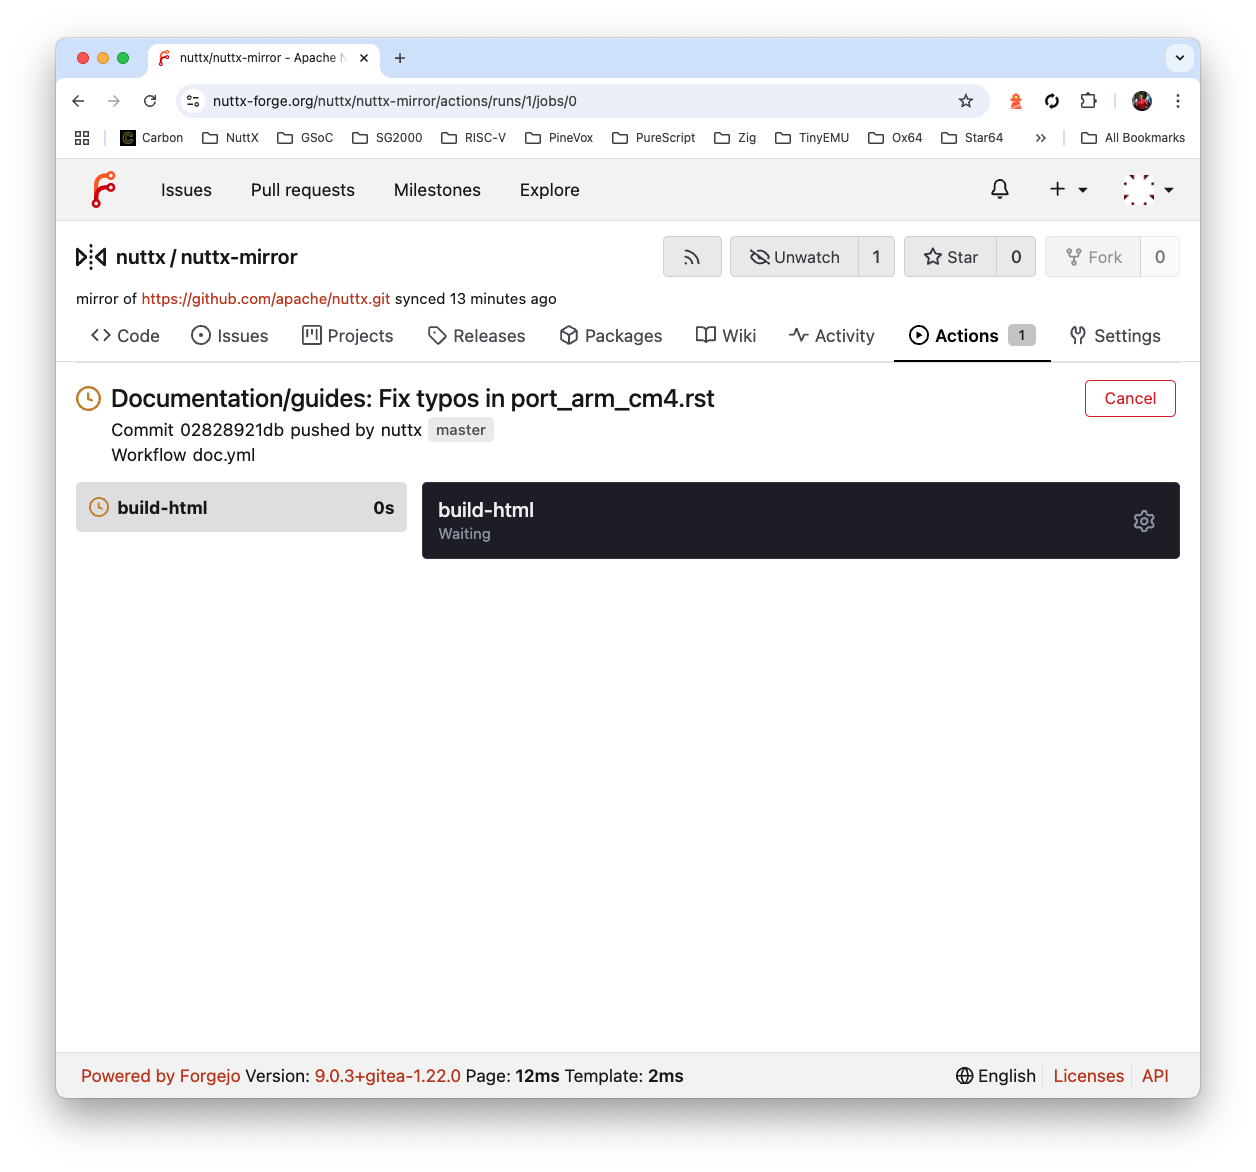 nuttx/nuttx-mirror - Apache N
nuttx-forge.org/nuttx/nuttx-mirror/actions/runs/1/jobs/0
Carbon NuttX GSoC SG2000 RISC-V PineVox PureScript Zig TinyEMU Ox64 Star64 » All Bookmarks
Issues Pull requests Milestones Explore
nuttx / nuttx-mirror Unwatch 1 Star 0 Fork 0
mirror of https://github.com/apache/nuttx.git synced 13 minutes ago
Code Issues Projects Releases Packages Wiki Activity Actions 1 Settings
Documentation/guides: Fix typos in port_arm_cm4.rst Cancel
Commit 02828921db pushed by nuttx master
Workflow doc.yml
build-html 0s
build-html
Waiting
Powered by Forgejo Version: 9.0.3+gitea-1.22.0 Page: 12ms Template: 2ms English Licenses API